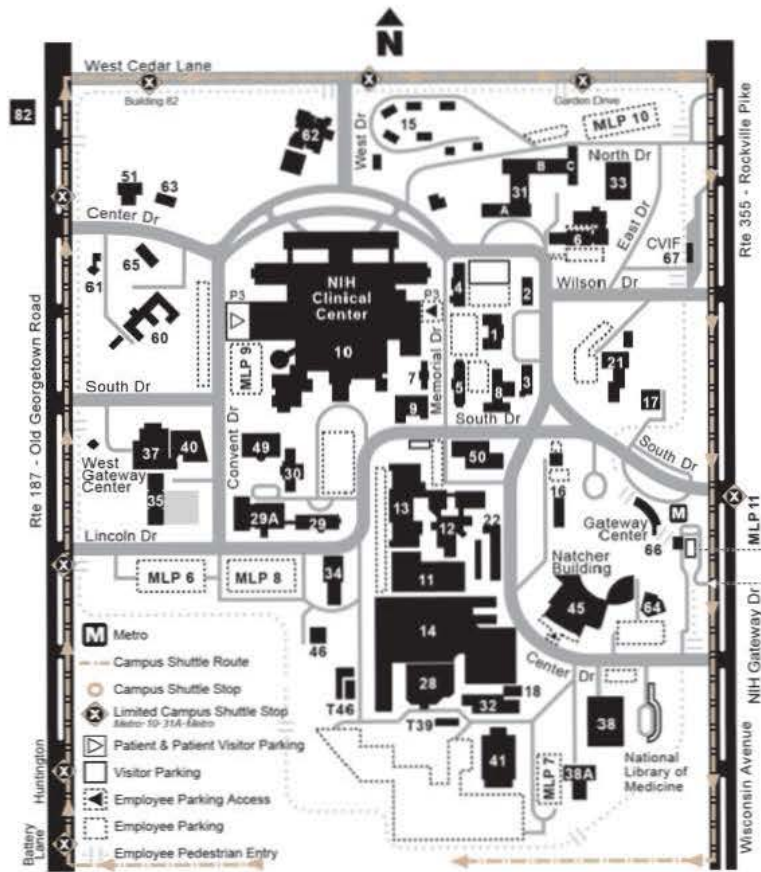 N
West Cedar Lane
82
Building 82
Garden Drive
62
West Dr
15
MLP 10
North Dr
B
C
31
A
33
51
63
Center Dr
6
East Dr
CVIF
67
Rte 355 - Rockville Pike
65
61
60
NIH
Clinical
Center
10
P3
P3
4
2
1
Wilson Dr
MLP 9
7
Memorial Dr
5
8
3
9
21
17
South Dr
South Dr
South Dr
Rte 187 - Old Georgetown Road
West
Gateway
Center
37
40
35
Convent Dr
49
30
50
29A
29
13
12
22
16
Gateway
Center
66
M
MLP 11
Lincoln Dr
MLP 6
MLP 8
34
11
Natcher
Building
45
64
NIH Gateway Dr
46
14
Center Dr
28
18
32
T46
T39
38
41
MLP 7
38A
National
Library of
Medicine
Wisconsin Avenue
M Metro
Campus Shuttle Route
Campus Shuttle Stop
Limited Campus Shuttle Stop
Metro-10-31A-Metro
Patient & Patient Visitor Parking
Visitor Parking
Employee Parking Access
Employee Parking
Employee Pedestrian Entry
Huntington
Battery
Lane